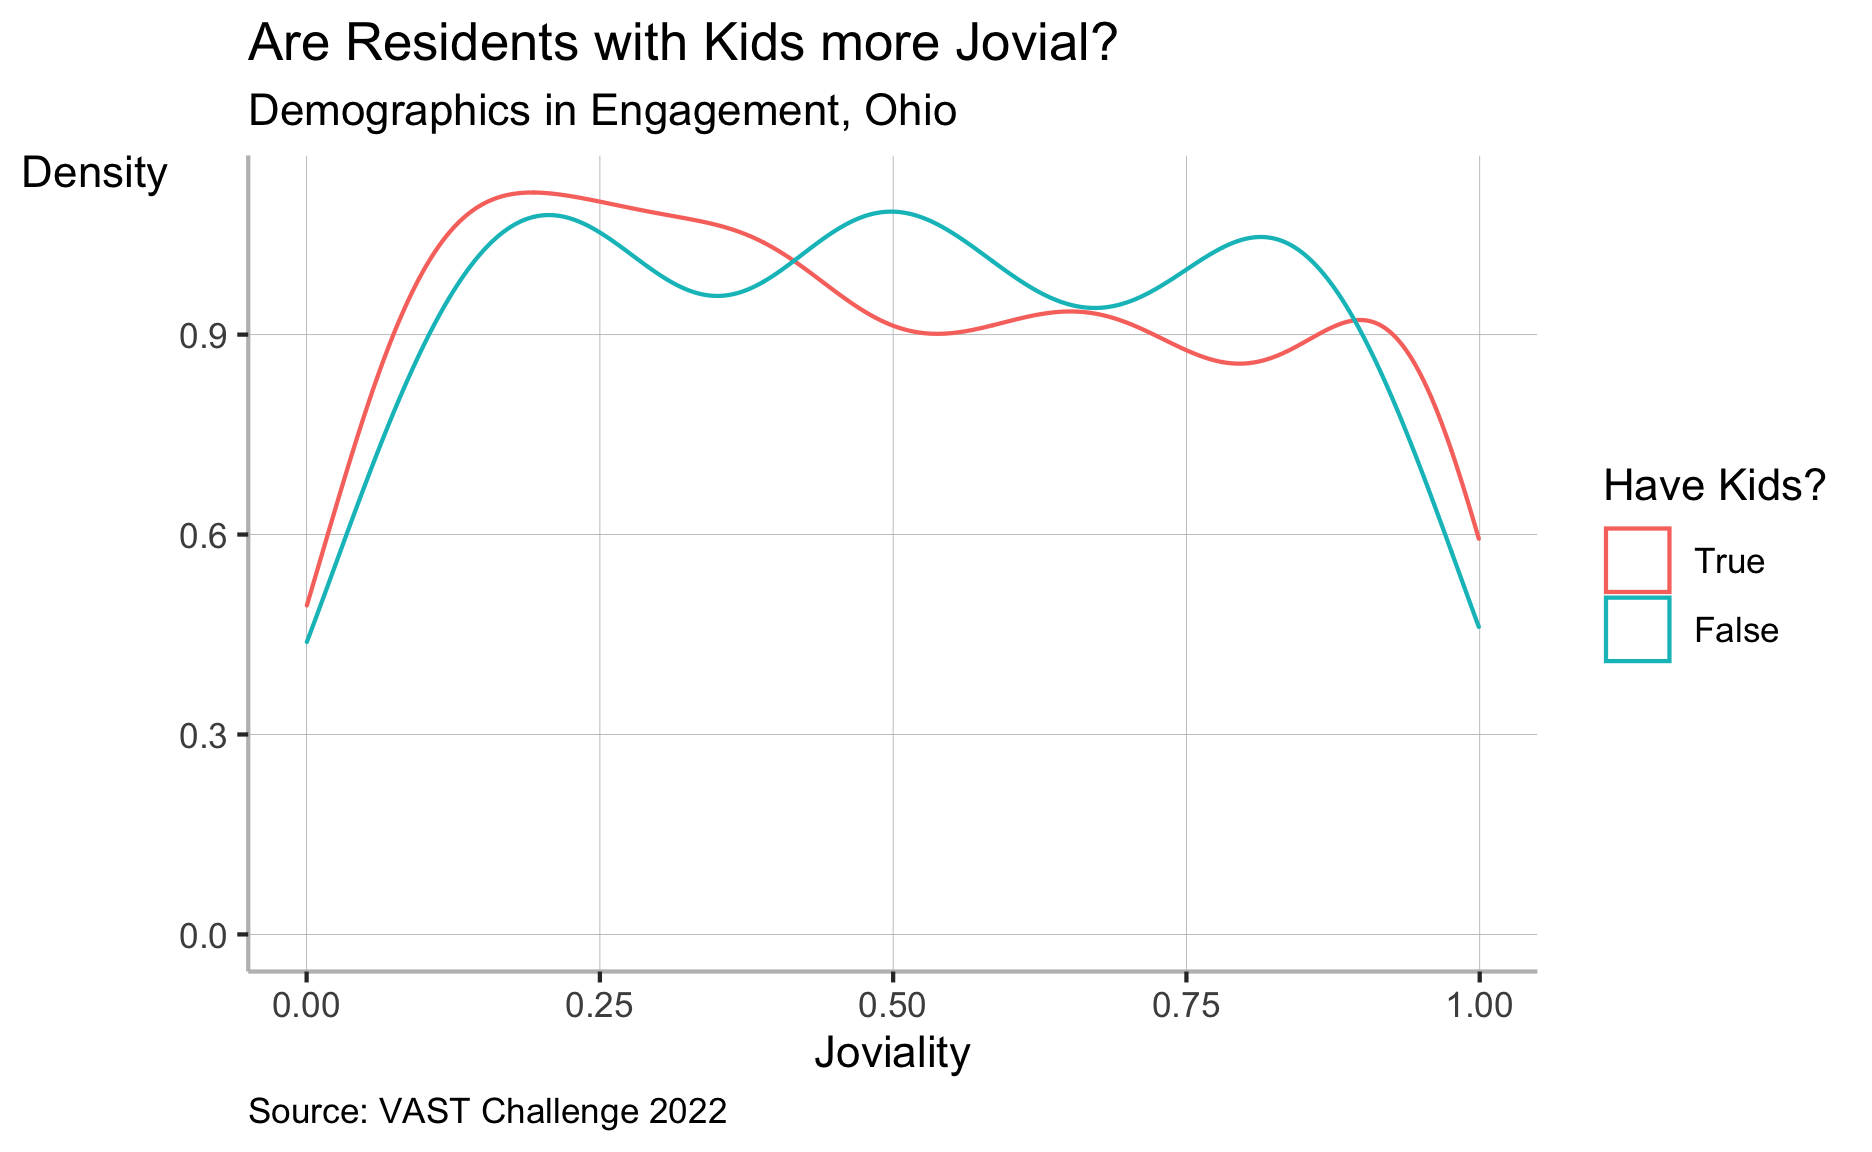 Are Residents with Kids more Jovial?
Demographics in Engagement, Ohio
Density
0.9
0.6
0.3
0.0
0.00 0.25 0.50 0.75 1.00
Joviality
Have Kids?
True
False
Source: VAST Challenge 2022